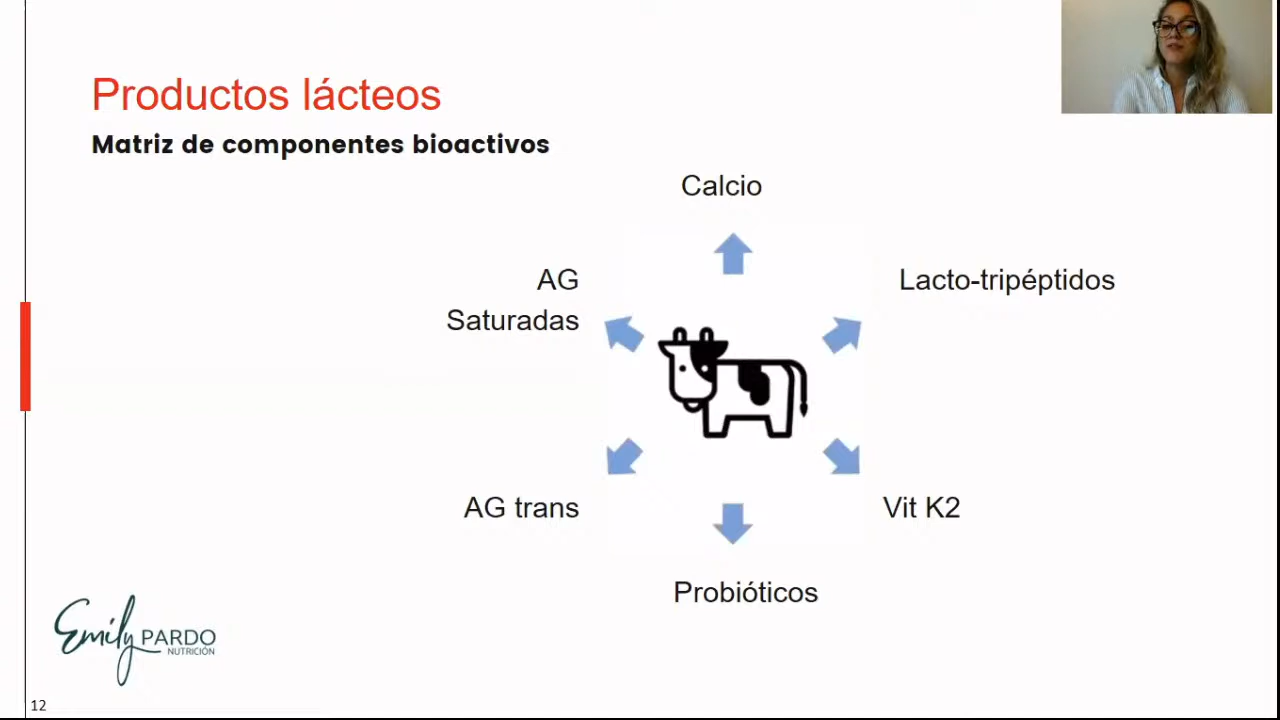 Productos lácteos
Matriz de componentes bioactivos
Calcio
AG
Saturadas
Lacto-tripéptidos
AG trans
Vit K2
Probióticos
Emily PARDO
NUTRICIÓN
12